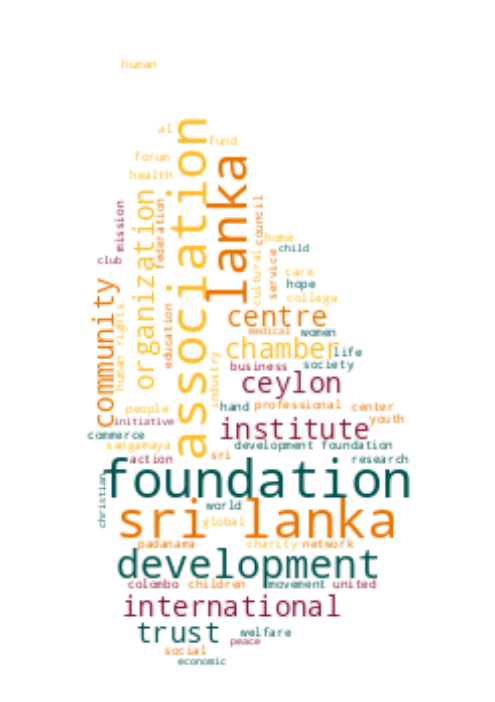 human
al
fund
forum
health
association
lanka
mission
federation
organization
council
home
child
club
cultural
service
care
hope
college
community
human rights
education
centre
medical
women
chamber
life
industry
business
society
ceylon
people
hand
professional
center
initiative
youth
institute
commerce
sangamaya
development
foundation
action
sri
research
foundation
christian
world
sri lanka
global
padanama
charity
network
development
colombo
children
movement
united
international
trust
welfare
peace
social
economic